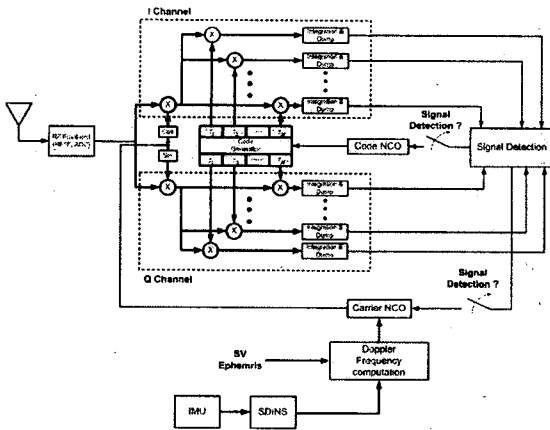 I Channel
Integration &
Dump
Integration &
Dump
Integration &
Dump
X
X
X
X
Cos
Sin
Code
Generator
Code NCO
Signal
Detection ?
Signal Detection
X
X
X
X
Integration &
Dump
Integration &
Dump
Integration &
Dump
Q Channel
Signal
Detection ?
Carrier NCO
SV
Ephemris
Doppler
Frequency
computation
IMU
SDINS